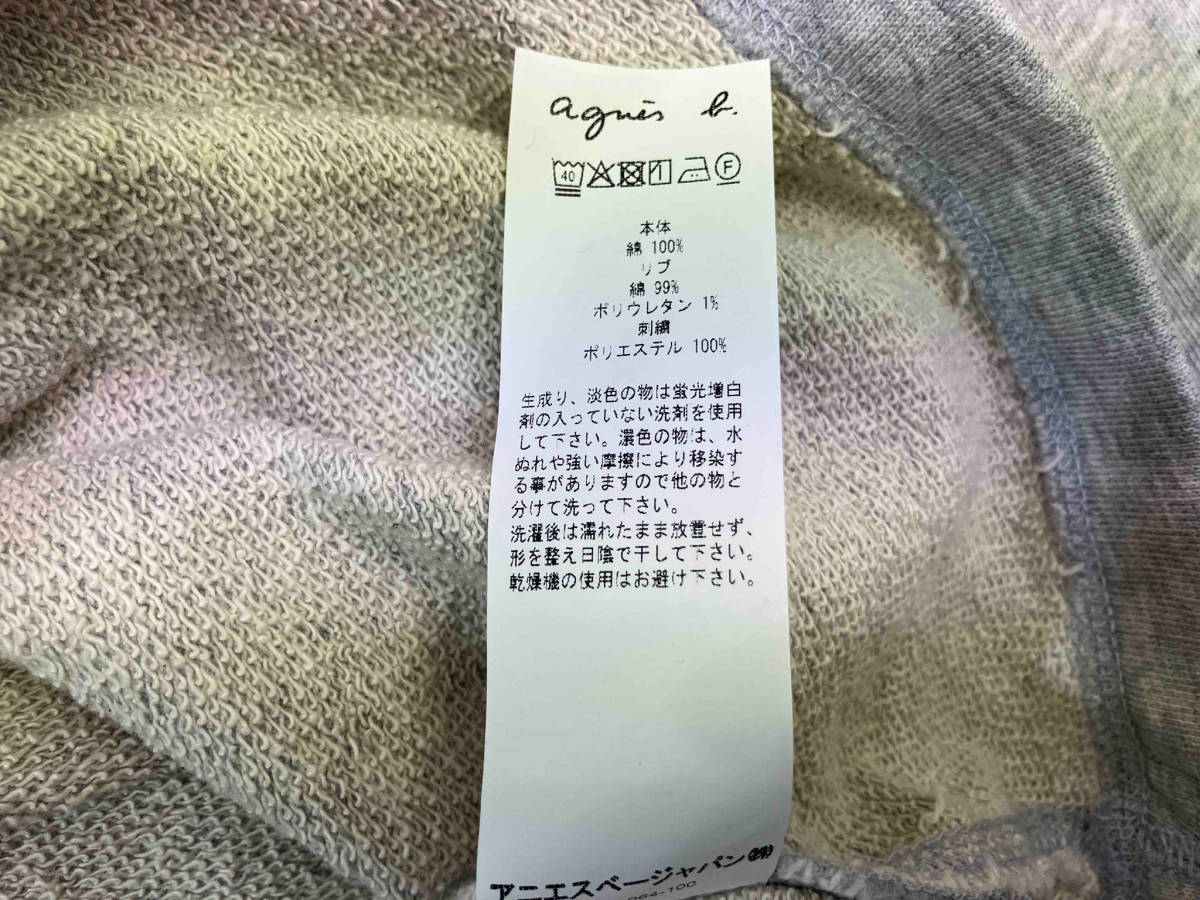 agnès b.
40 F
本体
綿 100%
リブ
綿 99%
ポリウレタン 1%
刺繍
ポリエステル 100%
生成り、淡色の物は蛍光増白
剤の入っていない洗剤を使用
して下さい。濃色の物は、水
ぬれや強い摩擦により移染す
る事がありますので他の物と
分けて洗って下さい。
洗濯後は濡れたまま放置せず、
形を整え日陰で干して下さい。
乾燥機の使用はお避け下さい。
アニエスベージャパン㈱
064-100